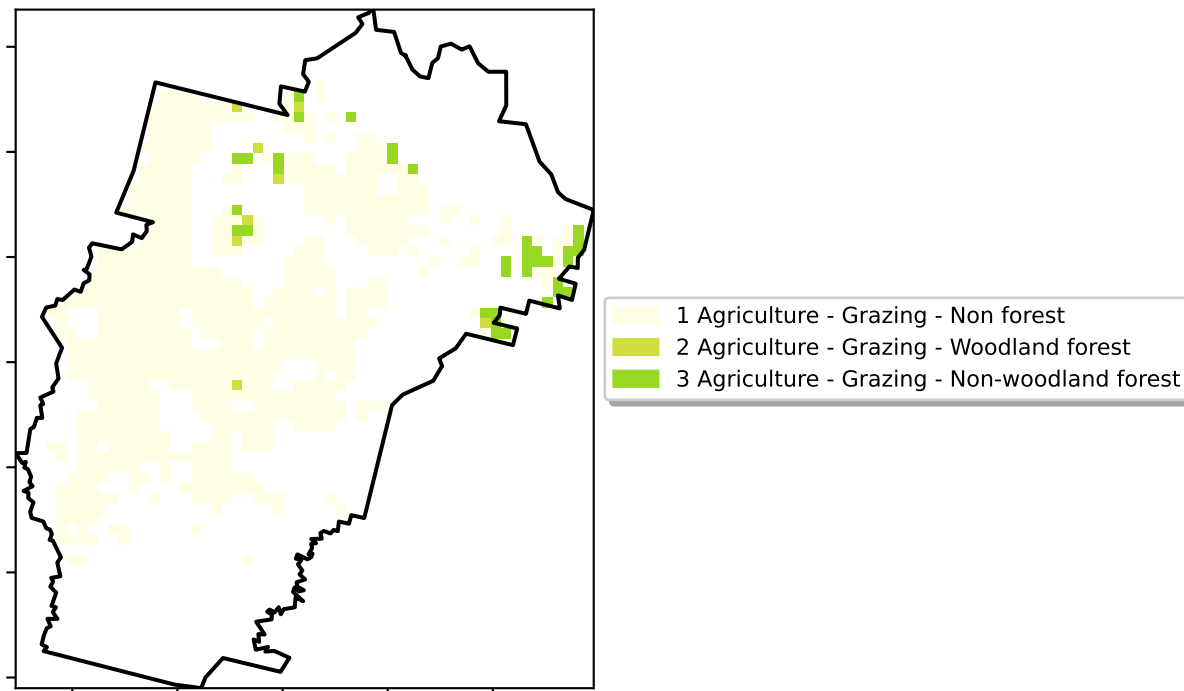 1 Agriculture - Grazing - Non forest
2 Agriculture - Grazing - Woodland forest
3 Agriculture - Grazing - Non-woodland forest